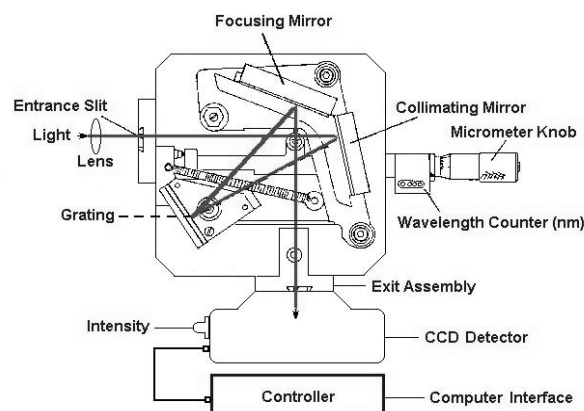 Focusing Mirror
Entrance Slit
Collimating Mirror
Light
Micrometer Knob
Lens
Grating
Wavelength Counter (nm)
Exit Assembly
Intensity
CCD Detector
Controller
Computer Interface